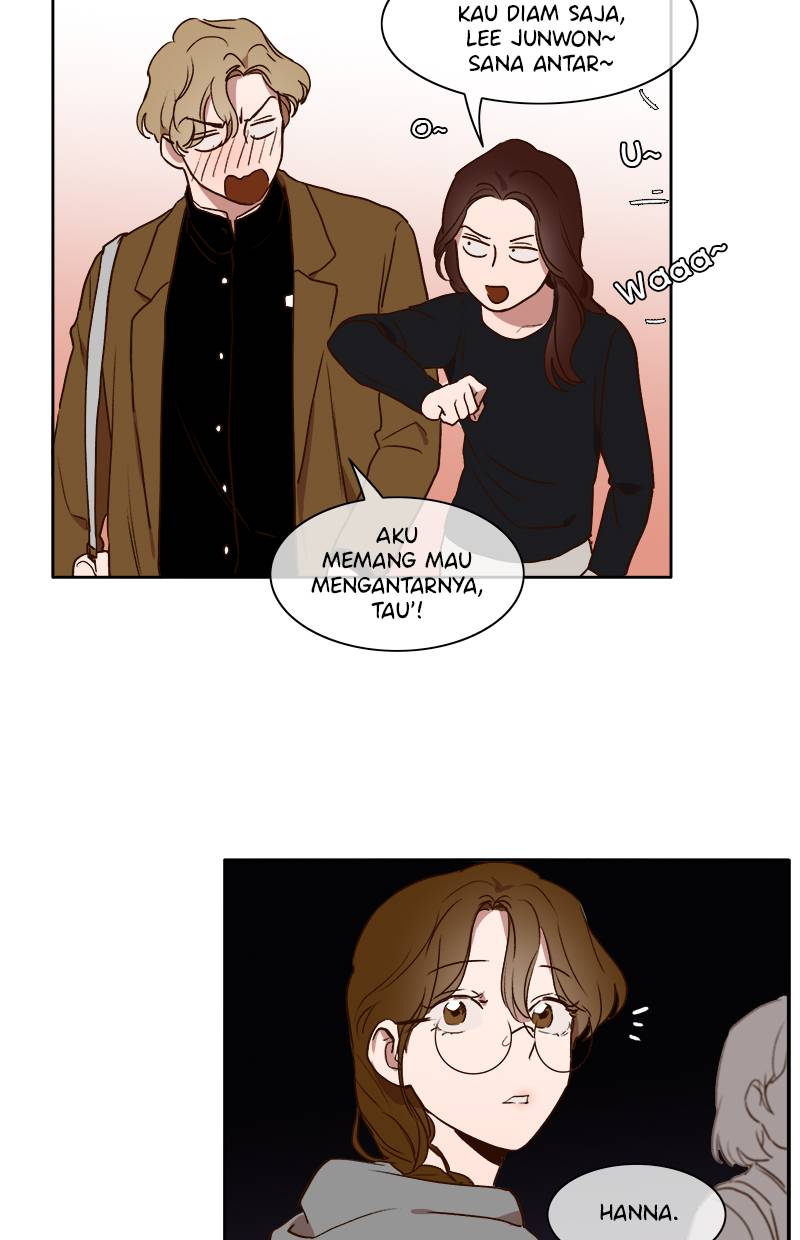 KAU DIAM SAJA,
LEE JUNWON~
SANA ANTAR~
O~
U~
Waaa~
AKU
MEMANG MAU
MENGANTARNYA,
TAU'!
HANNA.